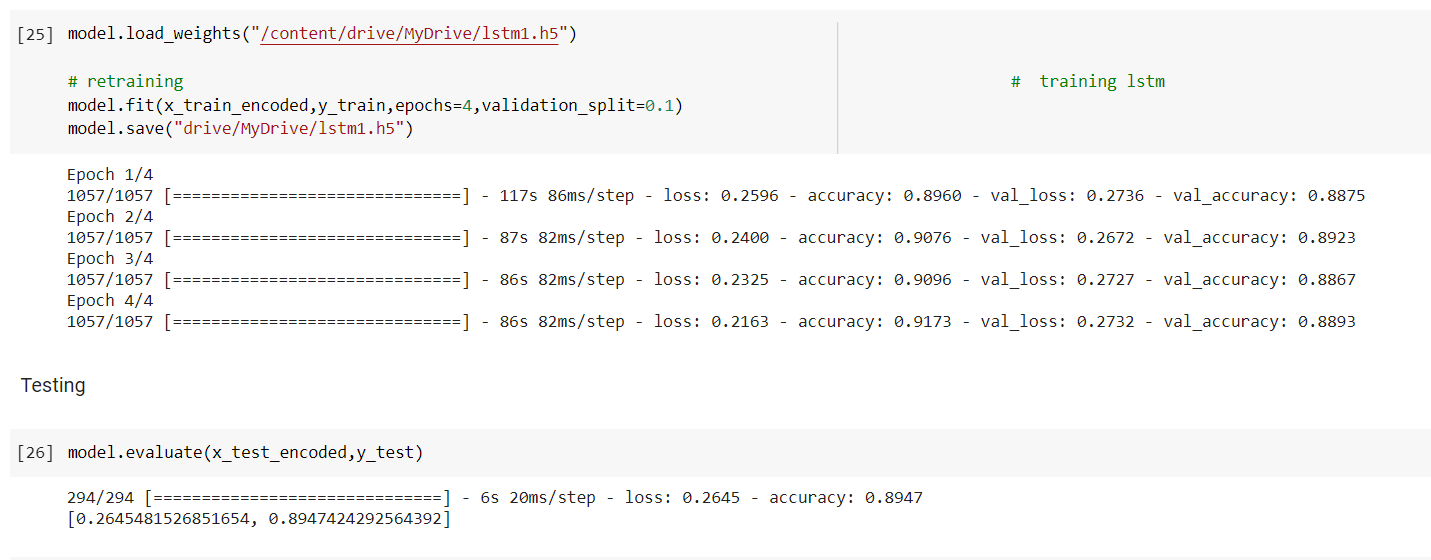 [25] model.load_weights("/content/drive/MyDrive/lstm1.h5")
# retraining # training lstm
model.fit(x_train_encoded,y_train,epochs=4,validation_split=0.1)
model.save("drive/MyDrive/lstm1.h5")
Epoch 1/4
1057/1057 [==============================] - 117s 86ms/step - loss: 0.2596 - accuracy: 0.8960 - val_loss: 0.2736 - val_accuracy: 0.8875
Epoch 2/4
1057/1057 [==============================] - 87s 82ms/step - loss: 0.2400 - accuracy: 0.9076 - val_loss: 0.2672 - val_accuracy: 0.8923
Epoch 3/4
1057/1057 [==============================] - 86s 82ms/step - loss: 0.2325 - accuracy: 0.9096 - val_loss: 0.2727 - val_accuracy: 0.8867
Epoch 4/4
1057/1057 [==============================] - 86s 82ms/step - loss: 0.2163 - accuracy: 0.9173 - val_loss: 0.2732 - val_accuracy: 0.8893
Testing
[26] model.evaluate(x_test_encoded,y_test)
294/294 [==============================] - 6s 20ms/step - loss: 0.2645 - accuracy: 0.8947
[0.2645481526851654, 0.8947424292564392]